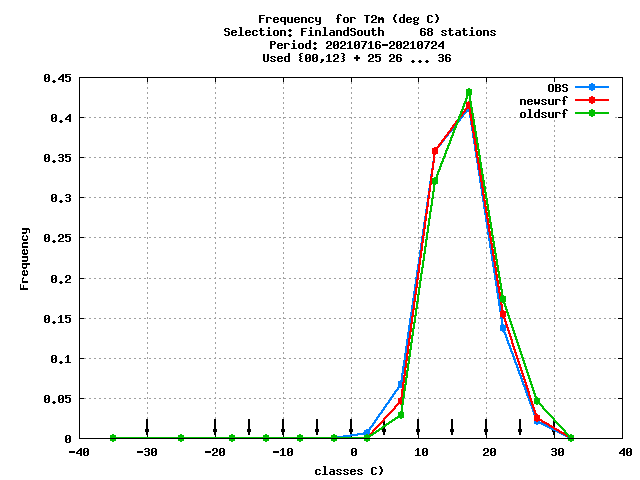 Frequency  for T2m (deg C)
Selection: FinlandSouth     68 stations
Period: 20210716-20210724
Used {00,12} + 25 26 ... 36
0.45
0.4
0.35
0.3
0.25
0.2
0.15
0.1
0.05
0
Frequency
OBS
newsurf
oldsurf
-40 -30 -20 -10 0 10 20 30 40
classes C)